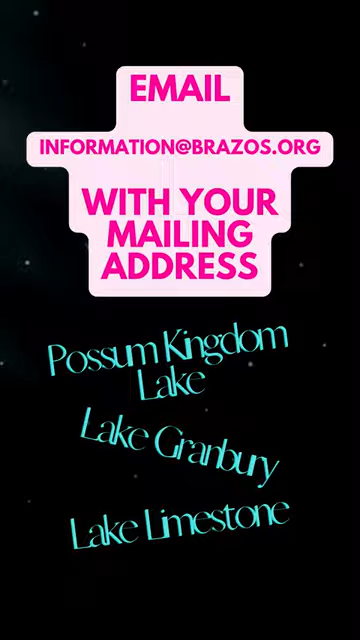 EMAIL
INFORMATION@BRAZOS.ORG
WITH YOUR
MAILING
ADDRESS
Possum Kingdom
Lake
Lake Granbury
Lake Limestone